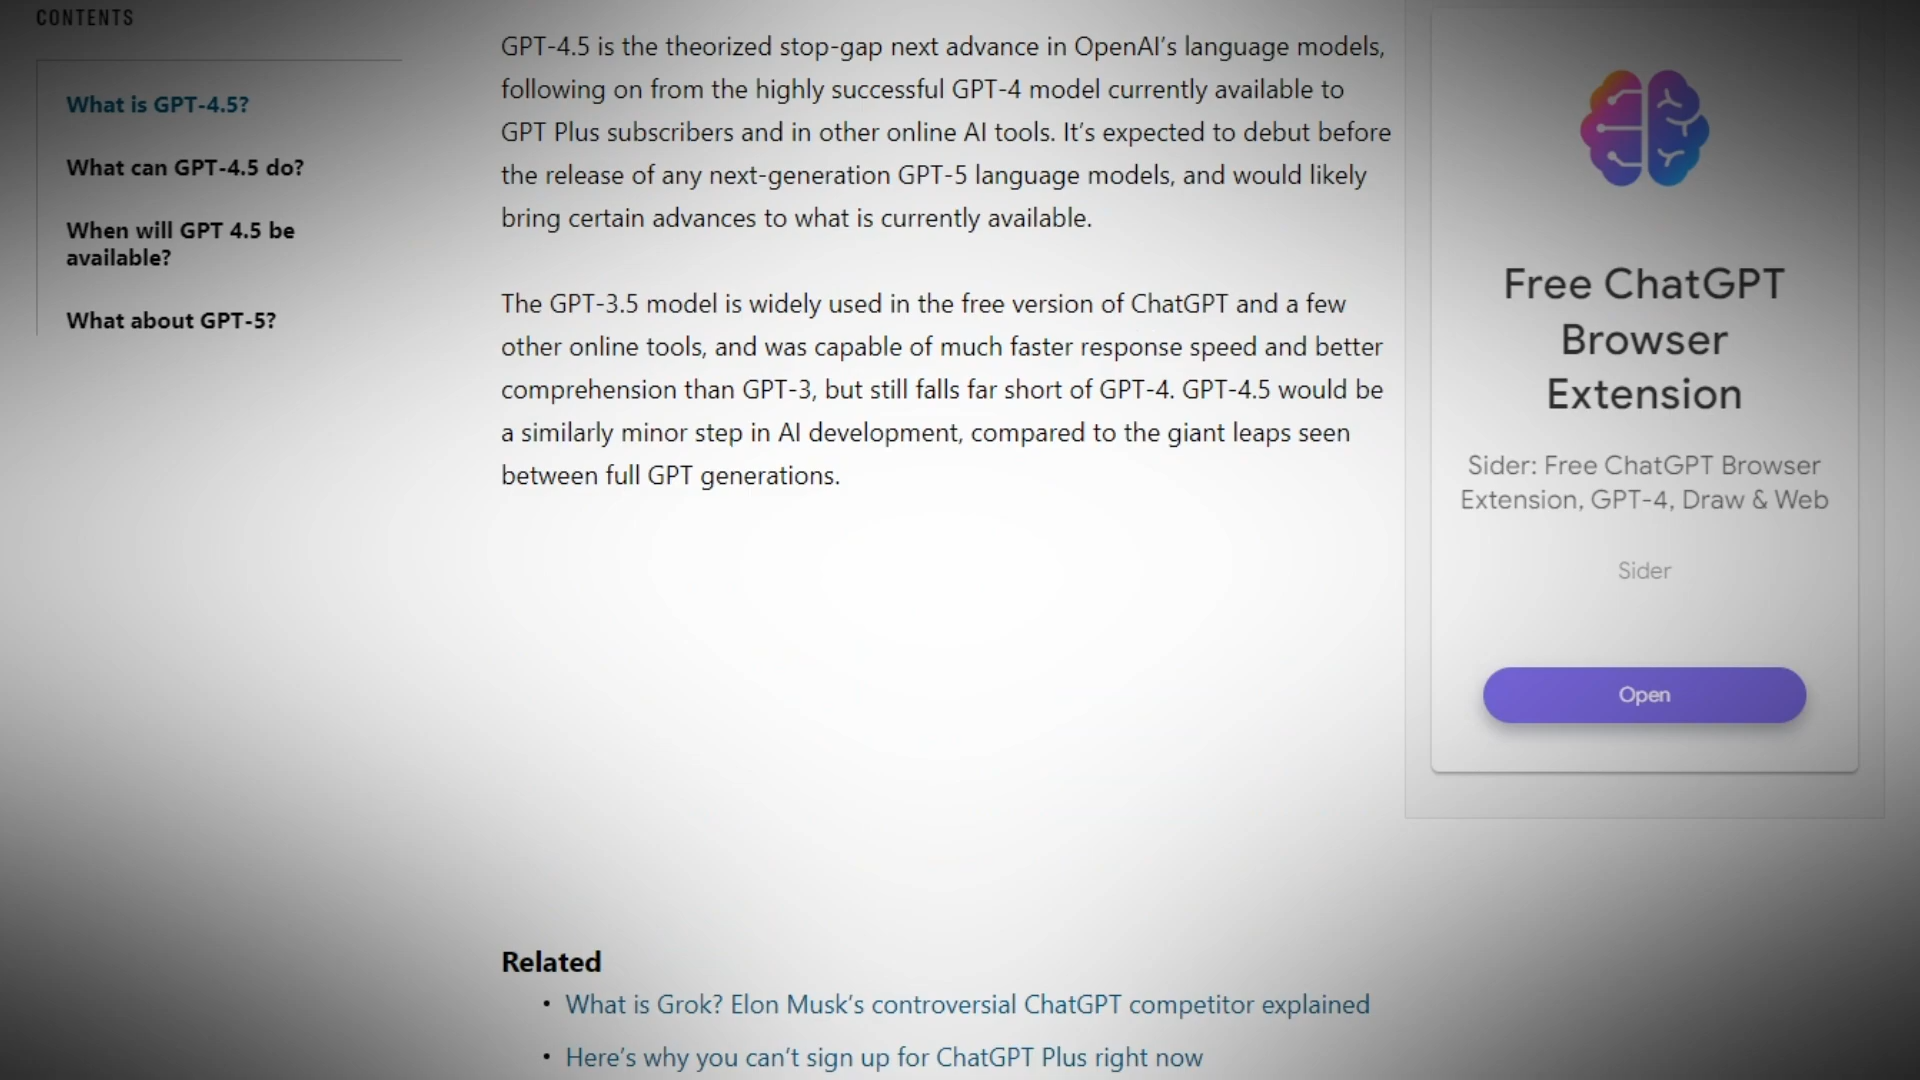 CONTENTS
What is GPT-4.5?
What can GPT-4.5 do?
When will GPT 4.5 be
available?
What about GPT-5?
GPT-4.5 is the theorized stop-gap next advance in OpenAI’s language models,
following on from the highly successful GPT-4 model currently available to
GPT Plus subscribers and in other online AI tools. It’s expected to debut before
the release of any next-generation GPT-5 language models, and would likely
bring certain advances to what is currently available.
The GPT-3.5 model is widely used in the free version of ChatGPT and a few
other online tools, and was capable of much faster response speed and better
comprehension than GPT-3, but still falls far short of GPT-4. GPT-4.5 would be
a similarly minor step in AI development, compared to the giant leaps seen
between full GPT generations.
Related
• What is Grok? Elon Musk’s controversial ChatGPT competitor explained
• Here’s why you can’t sign up for ChatGPT Plus right now
Free ChatGPT
Browser
Extension
Sider: Free ChatGPT Browser
Extension, GPT-4, Draw & Web
Sider
Open